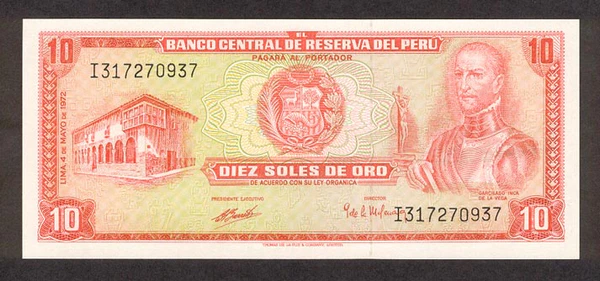 10
EL
BANCO CENTRAL DE RESERVA DEL PERÚ
10
PAGARÁ AL PORTADOR
I317270937
LIMA, 4 DE MAYO DE 1972
DIEZ SOLES DE ORO
DE ACUERDO CON SU LEY ORGANICA
GARCILASO INCA
DE LA VEGA
PRESIDENTE EJECUTIVO
DIRECTOR
I317270937
10
10